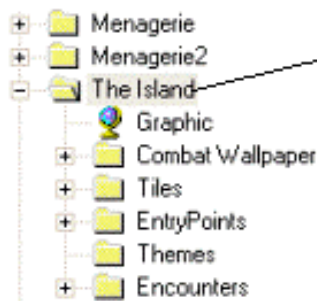 Menagerie
Menagerie2
The Island
Graphic
Combat Wallpaper
Tiles
EntryPoints
Themes
Encounters